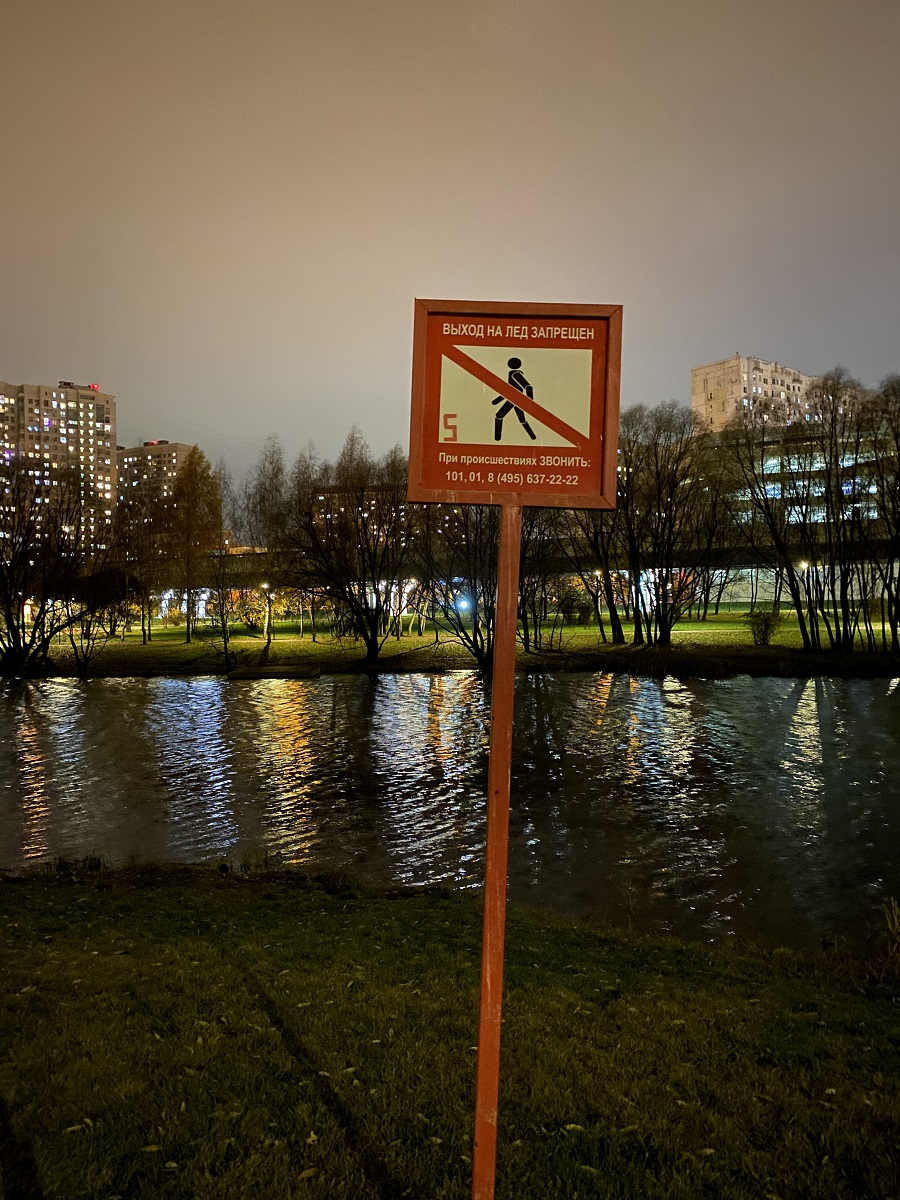 ВЫХОД НА ЛЕД ЗАПРЕЩЕН
5
При происшествиях ЗВОНИТЬ:
101, 01, 8 (495) 637-22-22